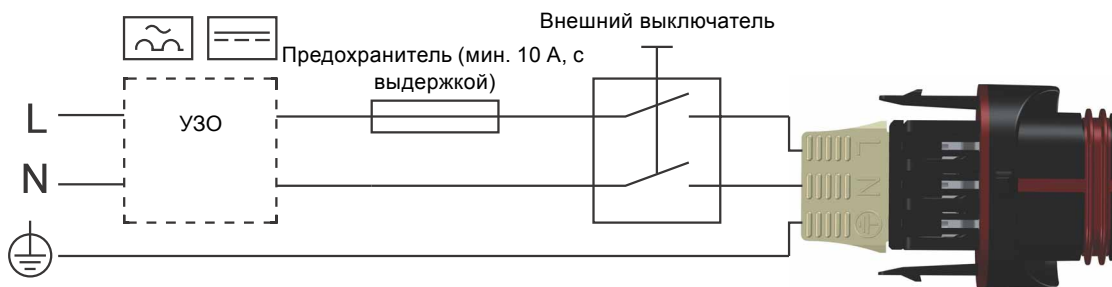 Внешний выключатель
Предохранитель (мин. 10 А, с
выдержкой)
L
УЗО
N
L
N